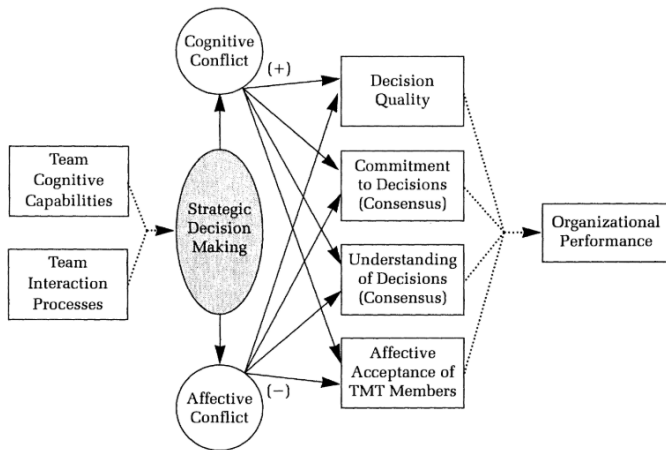 Cognitive
Conflict
(+)
Decision
Quality
Team
Cognitive
Capabilities
Commitment
to Decisions
(Consensus)
Strategic
Decision
Making
Organizational
Performance
Team
Interaction
Processes
Understanding
of Decisions
(Consensus)
Affective
Acceptance of
TMT Members
(−)
Affective
Conflict